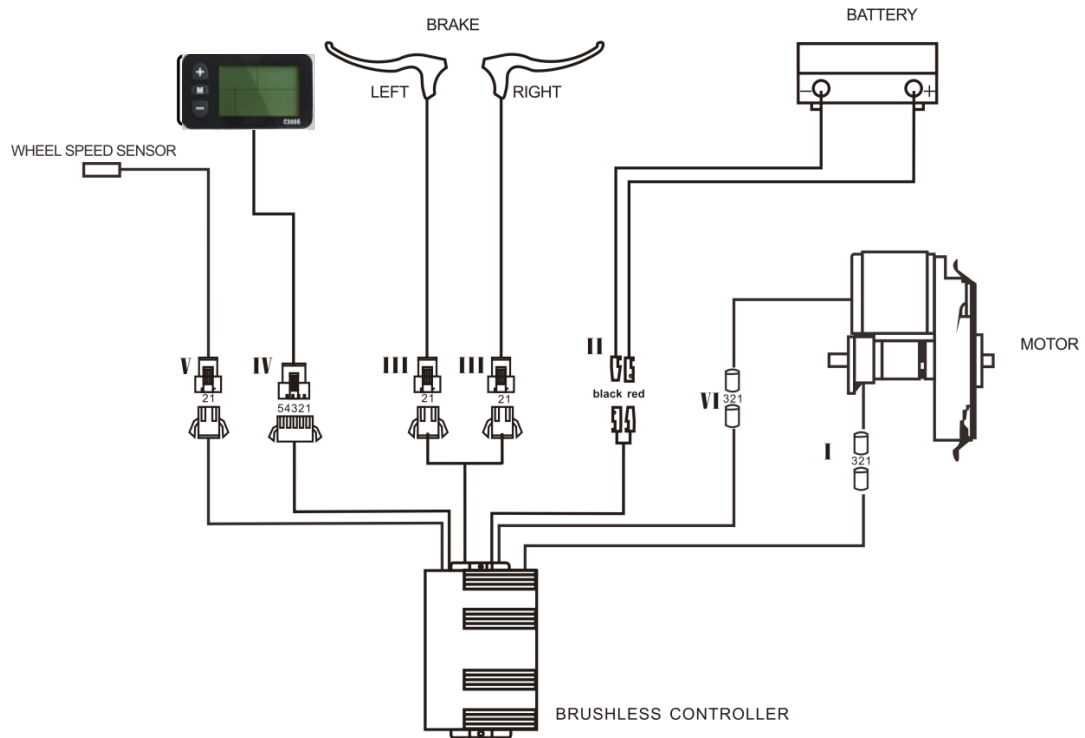 BRAKE
BATTERY
LEFT
RIGHT
+
M
−
− +
WHEEL SPEED SENSOR
MOTOR
V
IV
III
III
II
VI
I
21
54321
21
21
black red
321
321
BRUSHLESS CONTROLLER